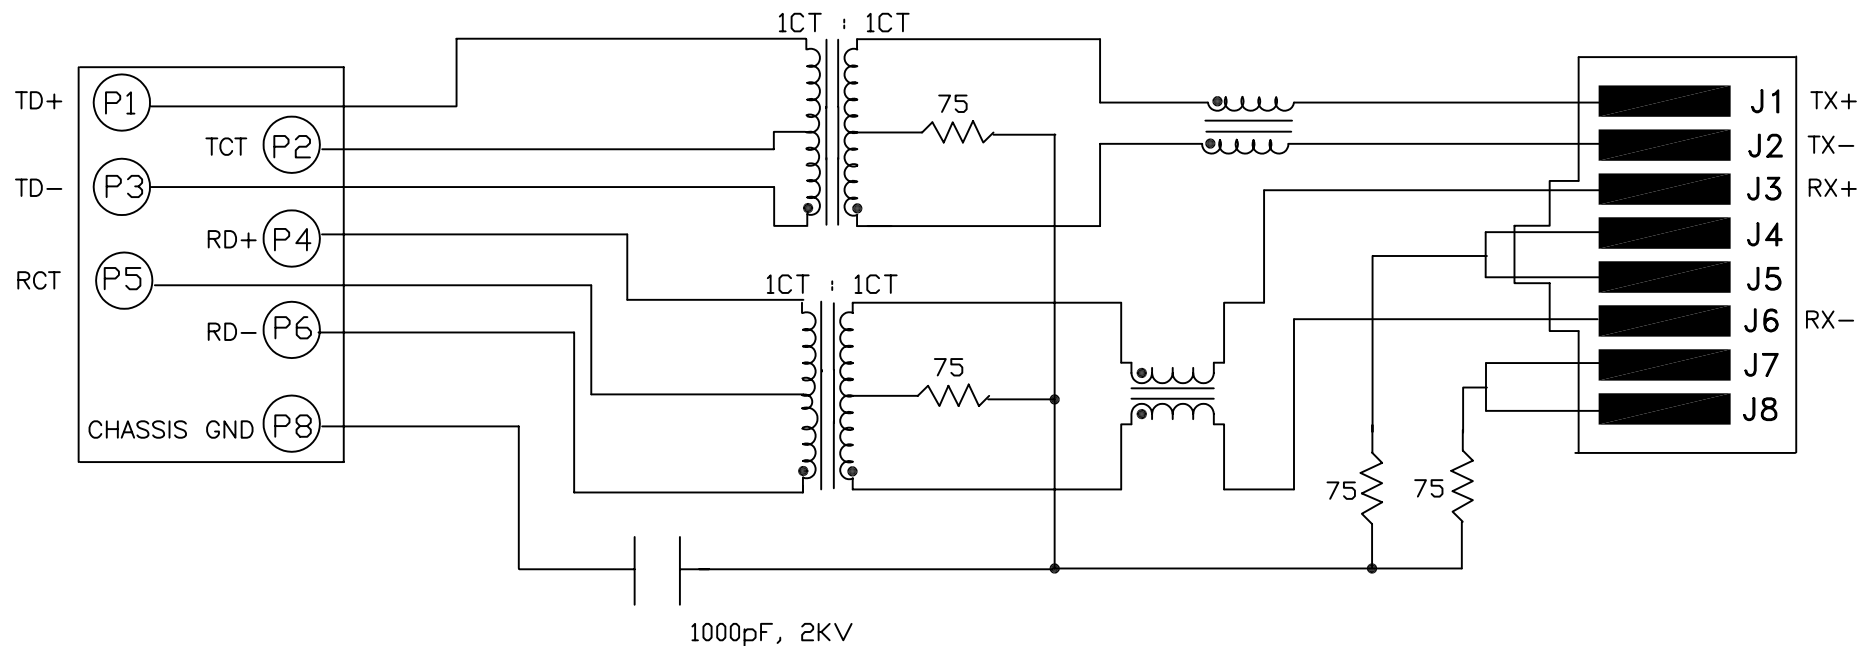 1CT : 1CT
TD+ P1
75
J1 TX+
TCT P2
J2 TX-
TD- P3
J3 RX+
RD+ P4
J4
RCT P5
1CT : 1CT
J5
RD- P6
J6 RX-
75
J7
CHASSIS GND P8
J8
75
75
1000pF, 2KV